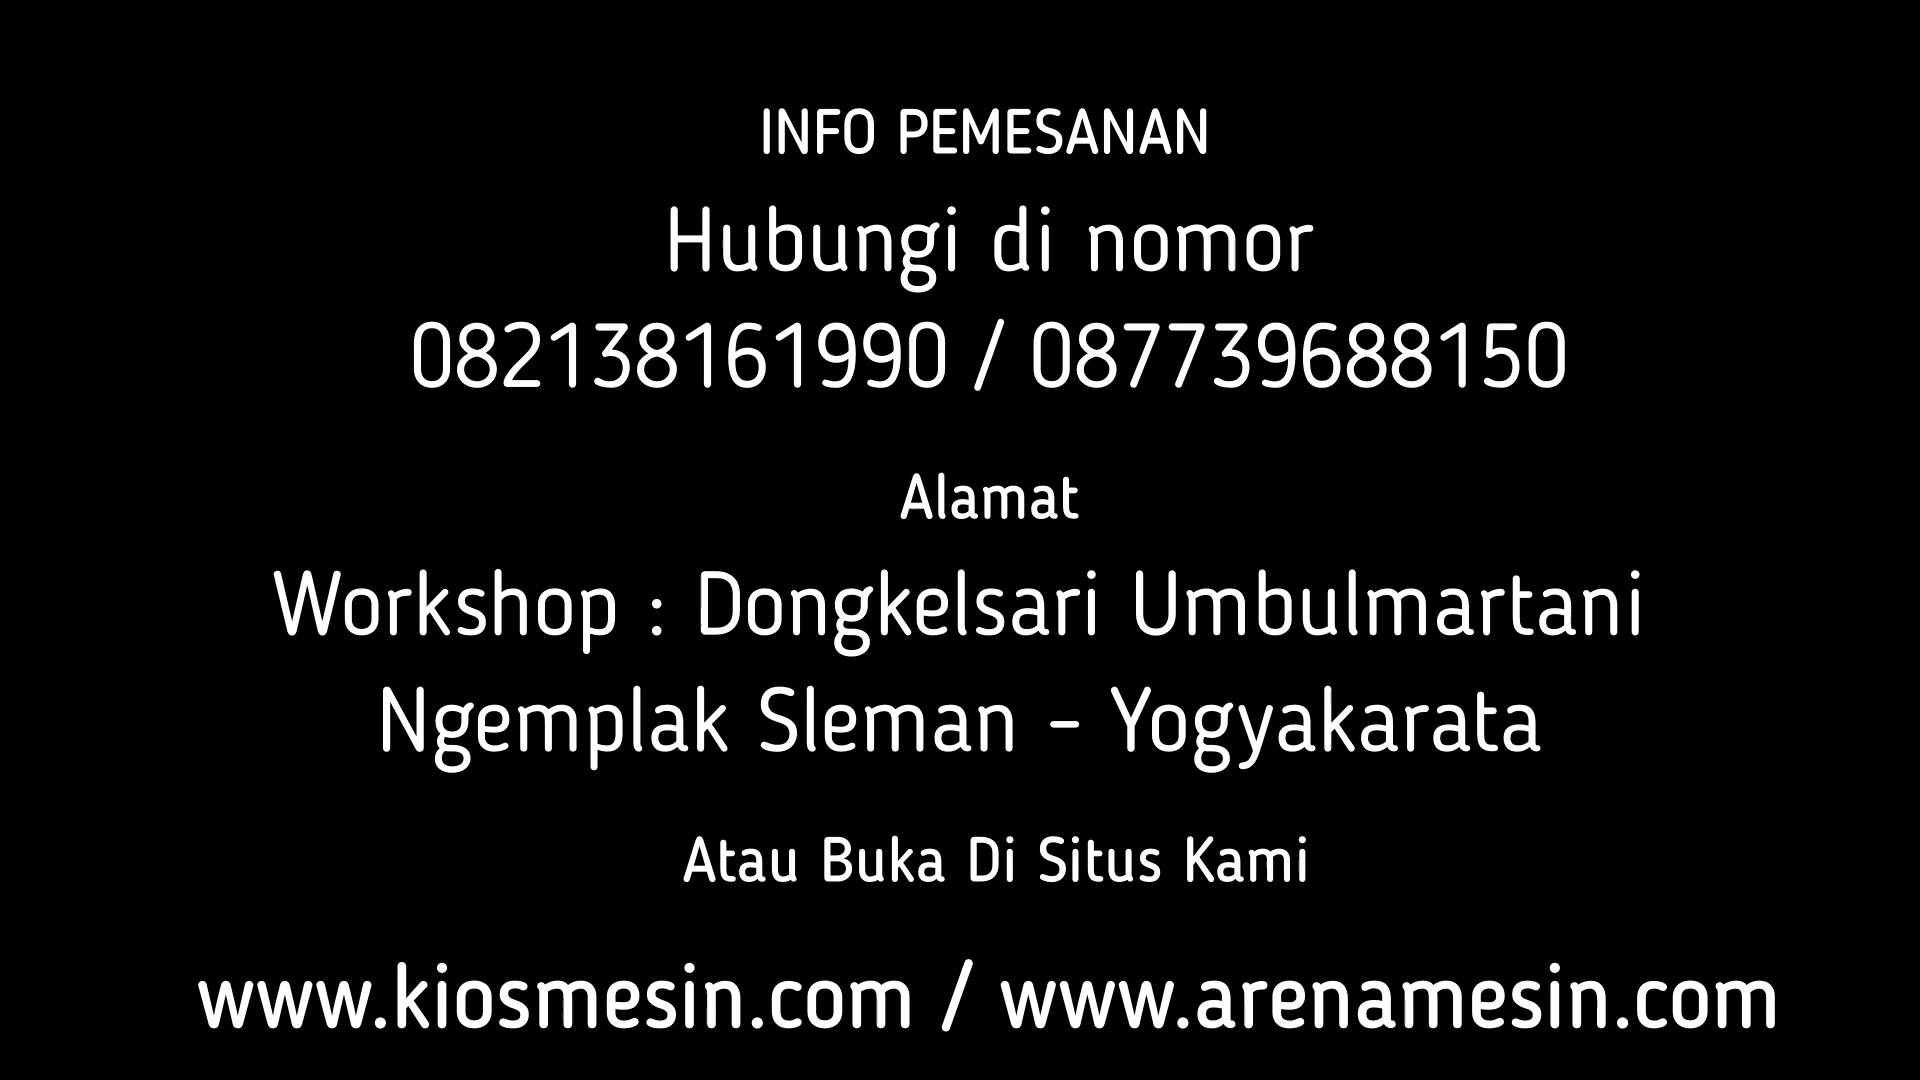 INFO PEMESANAN
Hubungi di nomor
082138161990 / 087739688150
Alamat
Workshop : Dongkelsari Umbulmartani
Ngemplak Sleman - Yogyakarata
Atau Buka Di Situs Kami
www.kiosmesin.com / www.arenamesin.com